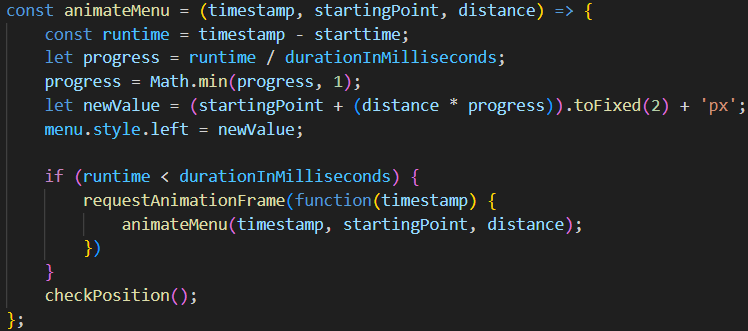 const animateMenu = (timestamp, startingPoint, distance) => {
    const runtime = timestamp - starttime;
    let progress = runtime / durationInMilliseconds;
    progress = Math.min(progress, 1);
    let newValue = (startingPoint + (distance * progress)).toFixed(2) + 'px';
    menu.style.left = newValue;

    if (runtime < durationInMilliseconds) {
        requestAnimationFrame(function(timestamp) {
            animateMenu(timestamp, startingPoint, distance);
        })
    }
    checkPosition();
};